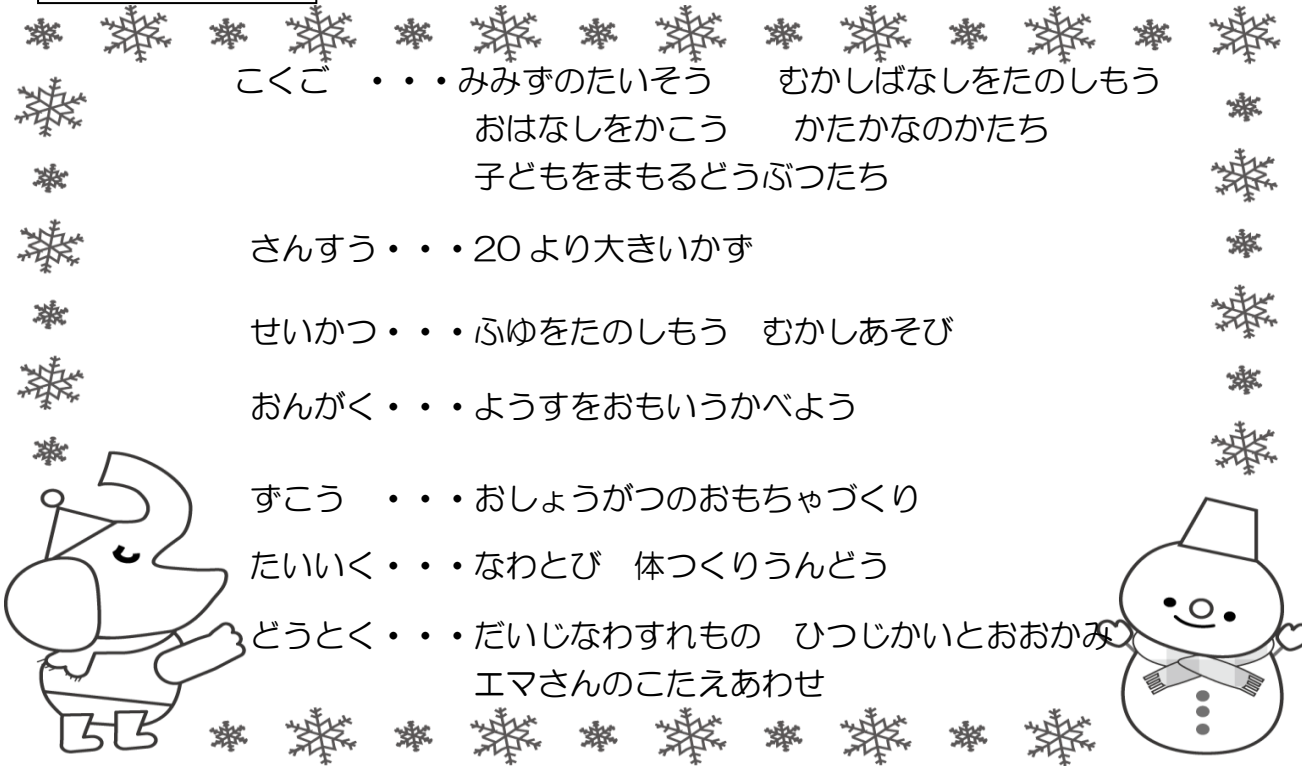 こくご　・・・みみずのたいそう　　むかしばなしをたのしもう
おはなしをかこう　　かたかなのかたち
子どもをまもるどうぶつたち
さんすう・・・20より大きいかず
せいかつ・・・ふゆをたのしもう　むかしあそび
おんがく・・・ようすをおもいうかべよう
ずこう　・・・おしょうがつのおもちゃづくり
たいいく・・・なわとび　体つくりうんどう
どうとく・・・だいじなわすれもの　ひつじかいとおおかみ
エマさんのこたえあわせ